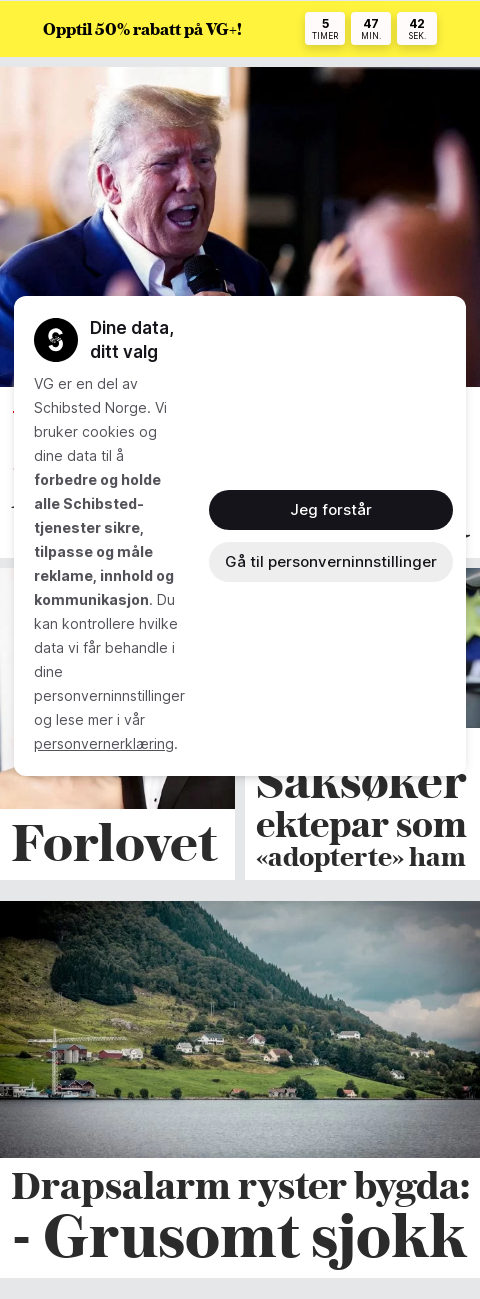 Opptil 50% rabatt på VG+!
5 47 42
TIMER MIN. SEK.
Dine data,
ditt valg
VG er en del av
Schibsted Norge. Vi
bruker cookies og
dine data til å
forbedre og holde
alle Schibsted-
tjenester sikre,
tilpasse og måle
reklame, innhold og
kommunikasjon. Du
kan kontrollere hvilke
data vi får behandle i
dine
personverninnstillinger
og lese mer i vår
personvernerklæring.
Jeg forstår
Gå til personverninnstillinger
Forlovet
Saksøker
ektepar som
«adopterte» ham
Drapsalarm ryster bygda:
- Grusomt sjokk